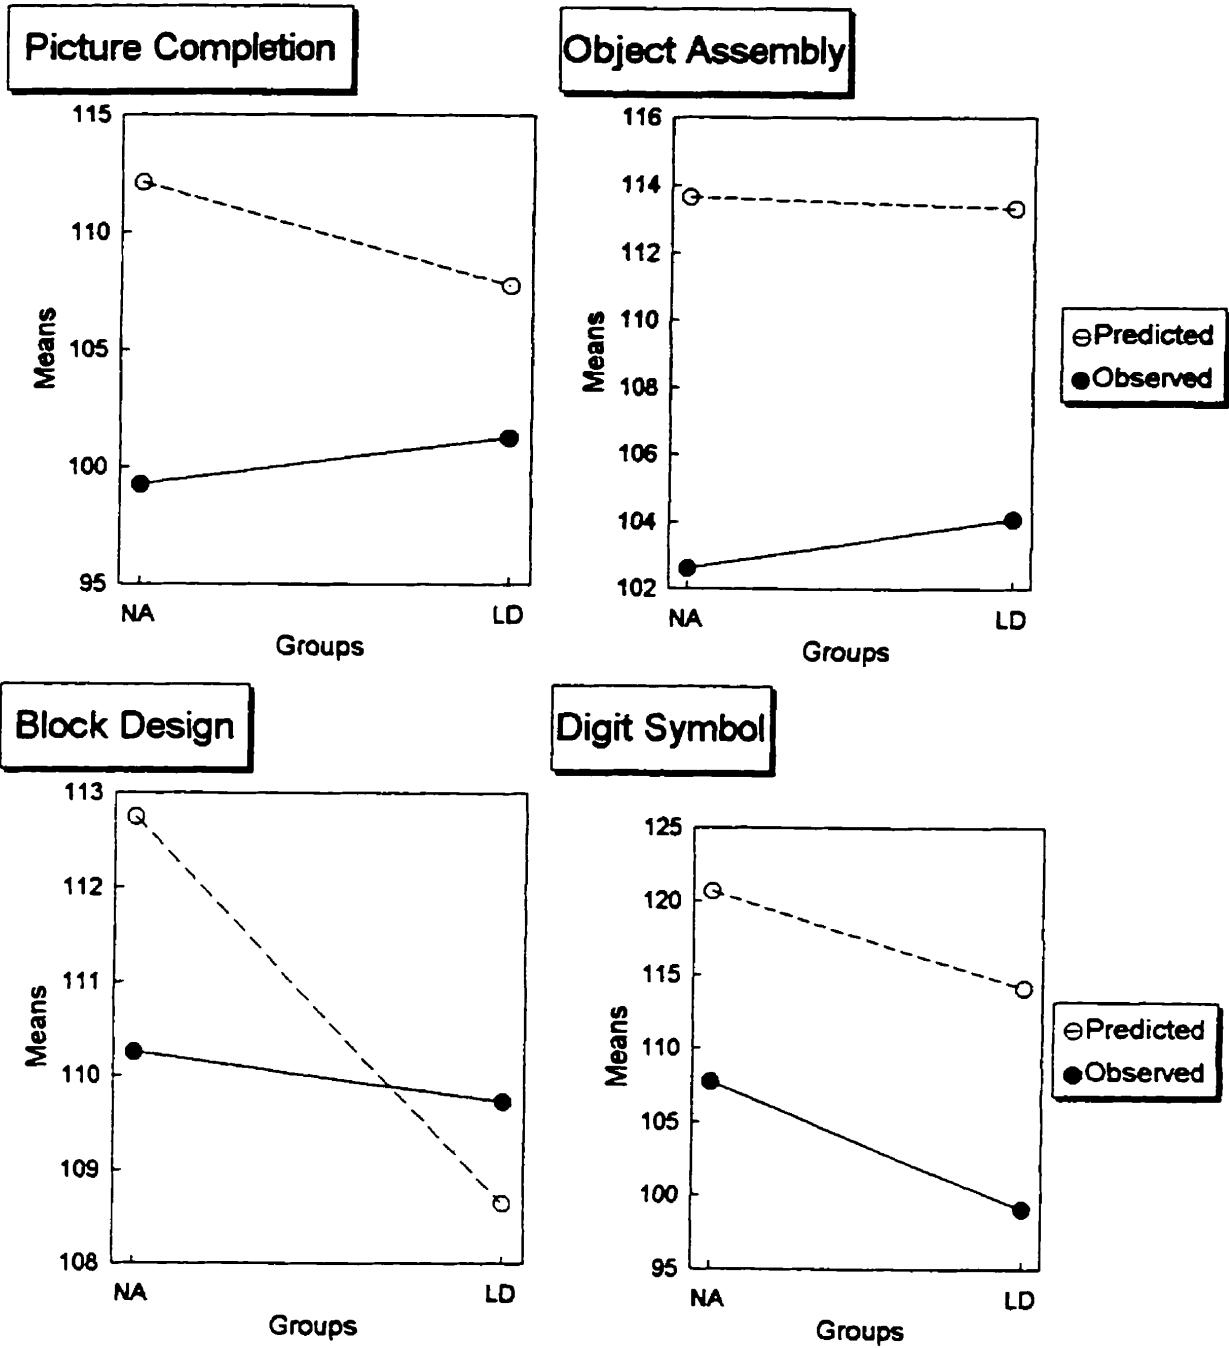 Picture Completion
115
110
105
100
95
Means
NA
LD
Groups
Object Assembly
116
114
112
110
108
106
104
102
Means
NA
LD
Groups
Predicted
Observed
Block Design
113
112
111
110
109
108
Means
NA
LD
Groups
Digit Symbol
125
120
115
110
105
100
95
Means
NA
LD
Groups
Predicted
Observed